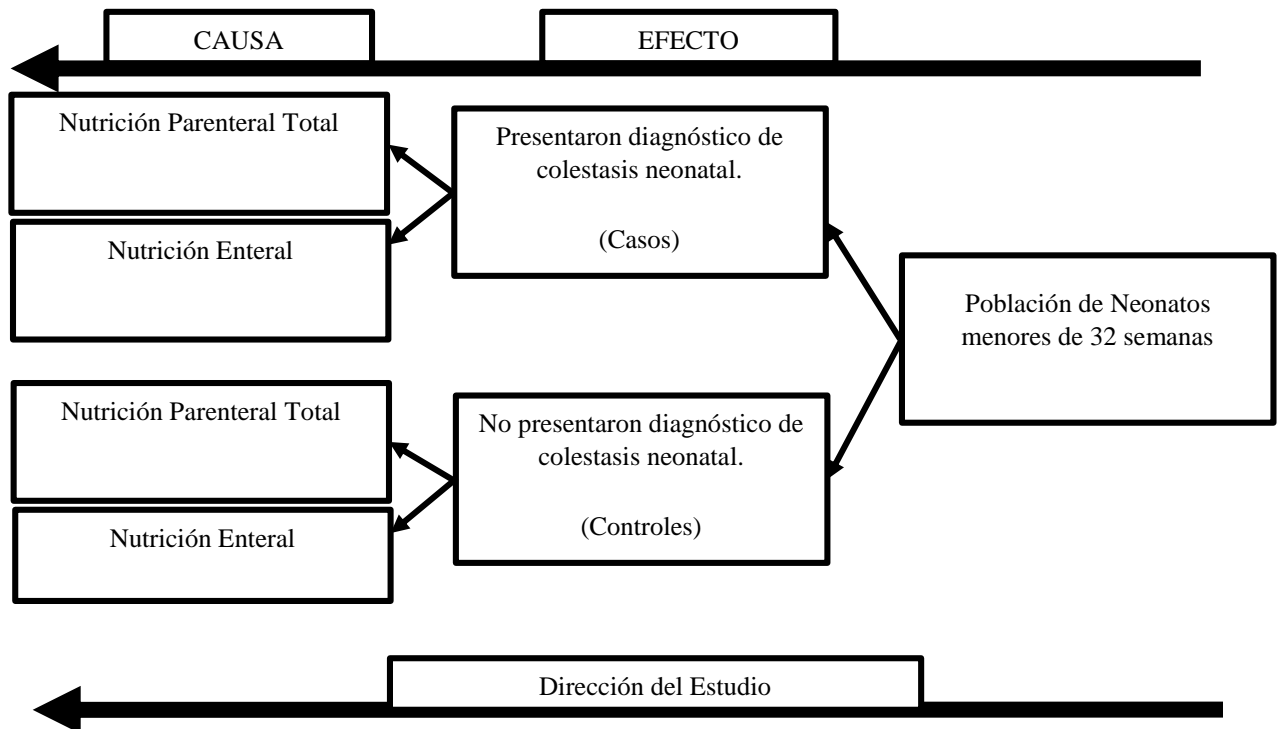 CAUSA
EFECTO
Nutrición Parenteral Total
Nutrición Enteral
Presentaron diagnóstico de
colestasis neonatal.
(Casos)
Población de Neonatos
menores de 32 semanas
Nutrición Parenteral Total
Nutrición Enteral
No presentaron diagnóstico de
colestasis neonatal.
(Controles)
Dirección del Estudio